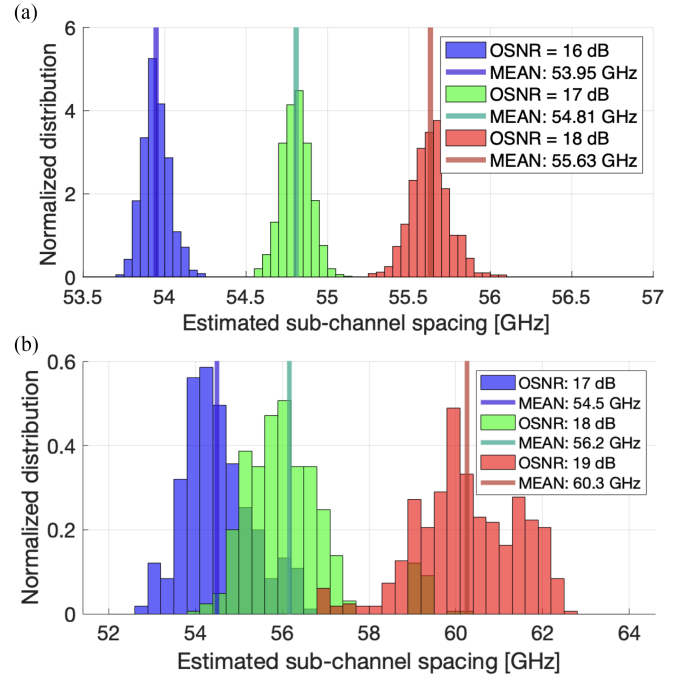 (a)
6
4
2
0
Normalized distribution
OSNR = 16 dB
MEAN: 53.95 GHz
OSNR = 17 dB
MEAN: 54.81 GHz
OSNR = 18 dB
MEAN: 55.63 GHz
53.5 54 54.5 55 55.5 56 56.5 57
Estimated sub-channel spacing [GHz]
(b)
0.6
0.4
0.2
0
Normalized distribution
OSNR: 17 dB
MEAN: 54.5 GHz
OSNR: 18 dB
MEAN: 56.2 GHz
OSNR: 19 dB
MEAN: 60.3 GHz
52 54 56 58 60 62 64
Estimated sub-channel spacing [GHz]